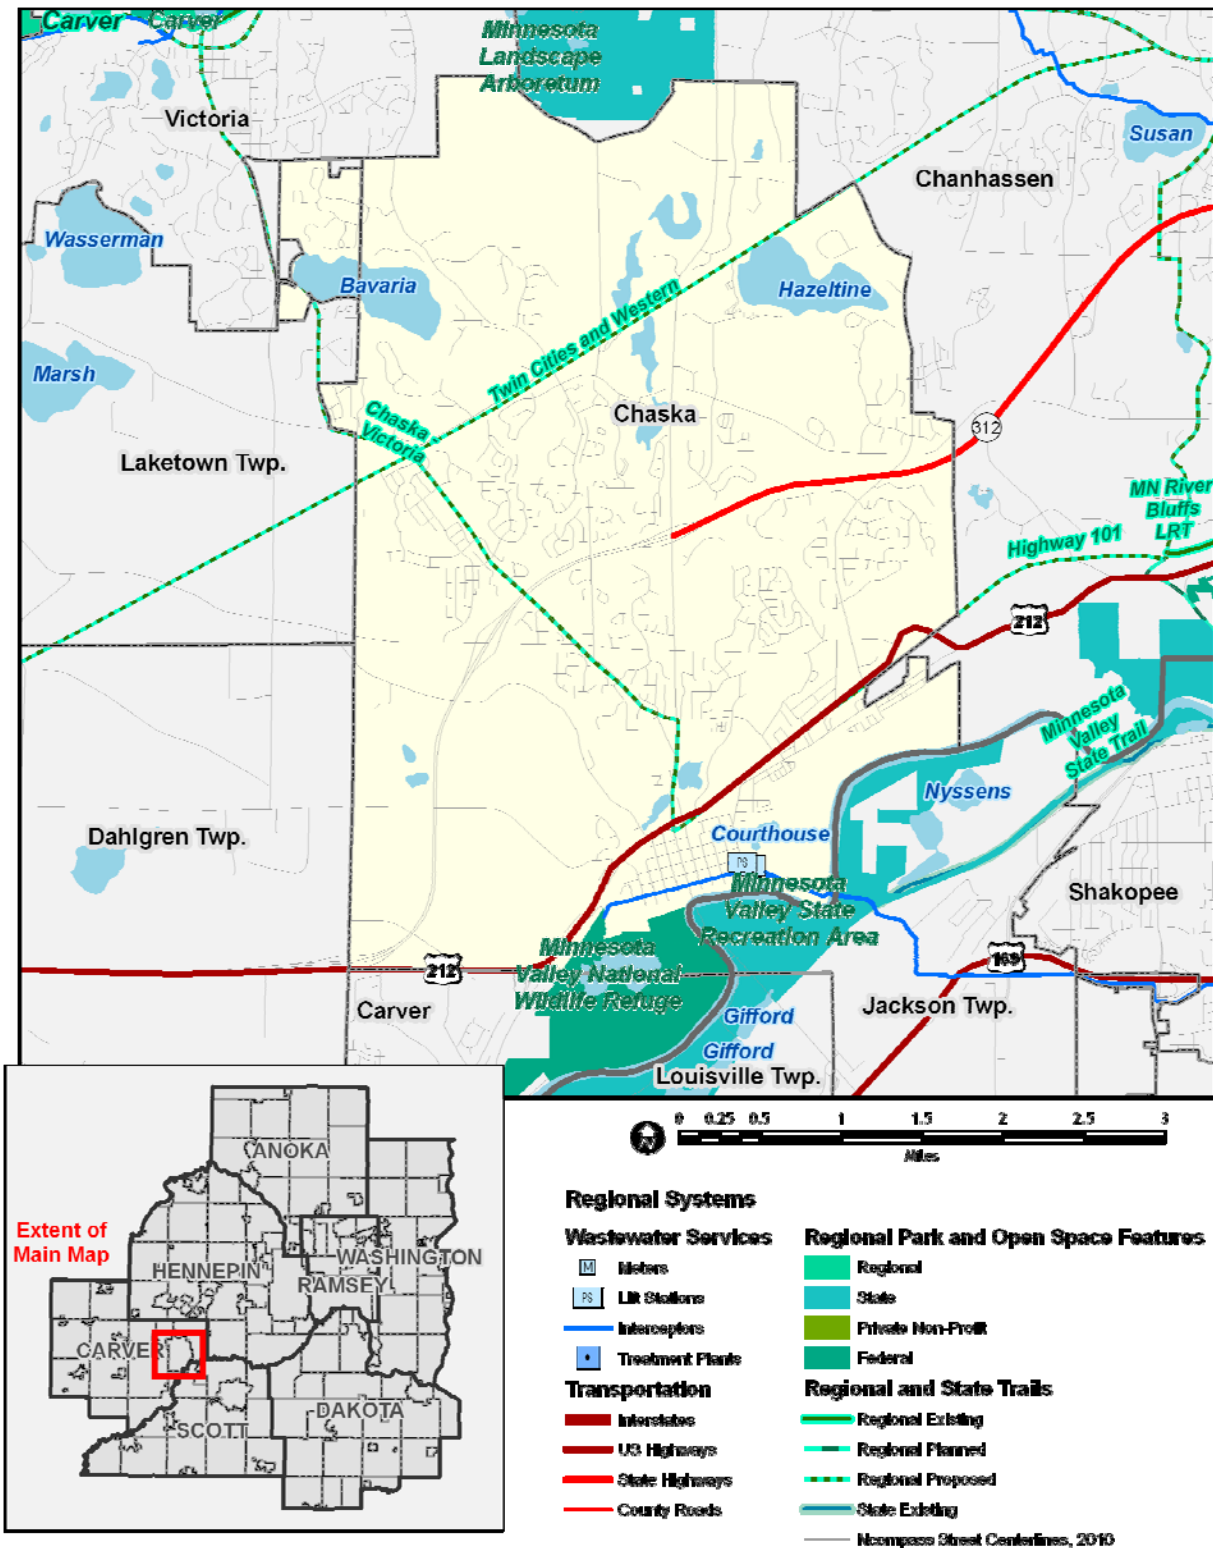 Carver
Carver
Minnesota
Landscape
Arboretum
Victoria
Susan
Chanhassen
Wasserman
Bavaria
Hazeltine
Twin Cities and Western
Marsh
Chaska -
Victoria
Chaska
312
Laketown Twp.
MN River
Bluffs
LRT
Highway 101
212
Minnesota
Valley
State Trail
Nyssens
Dahlgren Twp.
Courthouse
PS
Minnesota
Valley State
Recreation Area
Shakopee
Minnesota
Valley National
Wildlife Refuge
212
169
Carver
Jackson Twp.
Gifford
Gifford
Louisville Twp.
0 0.25 0.5 1 1.5 2 2.5 3
Miles
N
ANOKA
Extent of
Main Map
WASHINGTON
HENNEPIN
RAMSEY
CARVER
DAKOTA
SCOTT
Regional Systems
Wastewater Services
M Meters
PS Lift Stations
Interceptors
Treatment Plants
Transportation
Interstates
US Highways
State Highways
County Roads
Regional Park and Open Space Features
Regional
State
Private Non-Profit
Federal
Regional and State Trails
Regional Existing
Regional Planned
Regional Proposed
State Existing
Ncompass Street Centerlines, 2010